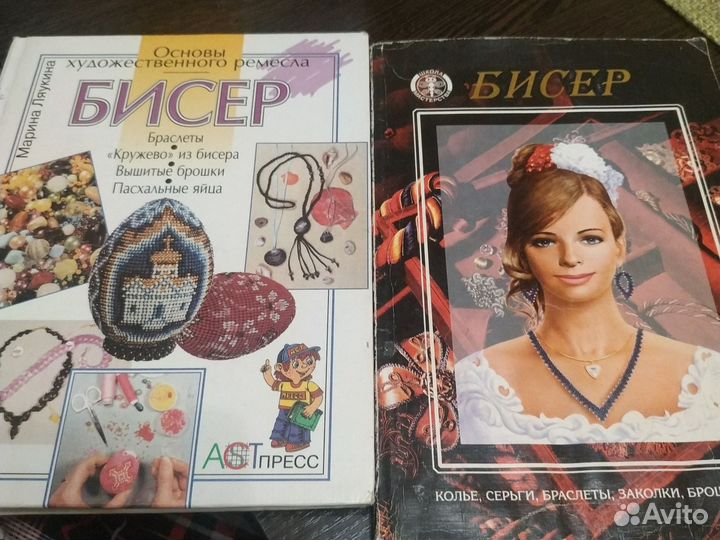 Марина Ляукина
Основы
художественного ремесла
БИСЕР
Браслеты
•
«Кружево» из бисера
•
Вышитые брошки
•
Пасхальные яйца
АСТ ПРЕСС
ШКОЛА
БИСЕР
КОЛЬЕ, СЕРЬГИ, БРАСЛЕТЫ, ЗАКОЛКИ, БРОШ
Avito